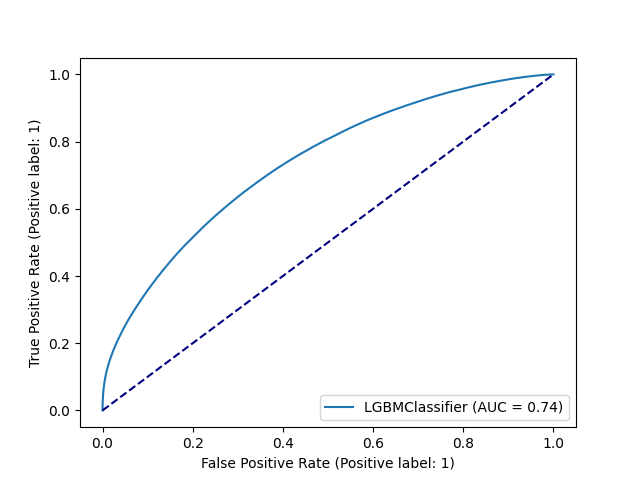 1.0
0.8
0.6
0.4
0.2
0.0
True Positive Rate (Positive label: 1)
LGBMClassifier (AUC = 0.74)
0.0 0.2 0.4 0.6 0.8 1.0
False Positive Rate (Positive label: 1)